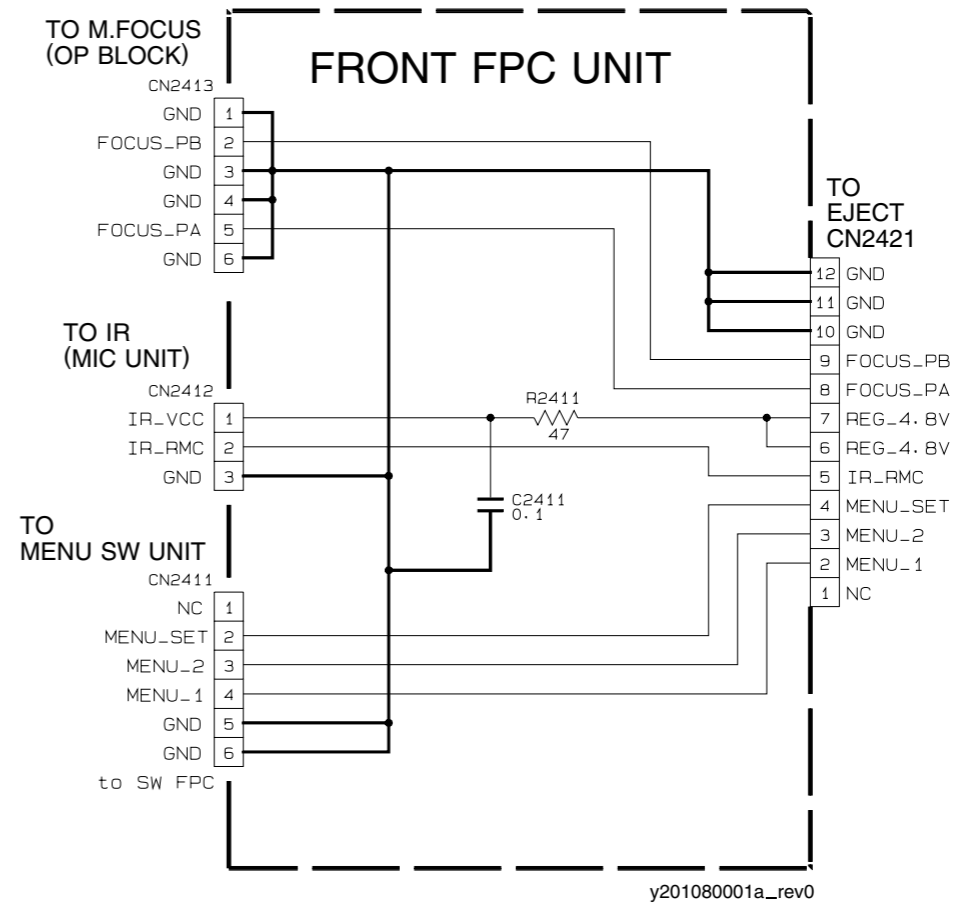 FRONT FPC UNIT
TO M.FOCUS
(OP BLOCK)
CN2413
GND 1
FOCUS_PB 2
GND 3
GND 4
FOCUS_PA 5
GND 6
TO IR
(MIC UNIT)
CN2412
IR_VCC 1
IR_RMC 2
GND 3
TO
MENU SW UNIT
CN2411
NC 1
MENU_SET 2
MENU_2 3
MENU_1 4
GND 5
GND 6
to SW FPC
R2411
47
C2411
0.1
TO
EJECT
CN2421
12 GND
11 GND
10 GND
9 FOCUS_PB
8 FOCUS_PA
7 REG_4.8V
6 REG_4.8V
5 IR_RMC
4 MENU_SET
3 MENU_2
2 MENU_1
1 NC
y201080001a_rev0